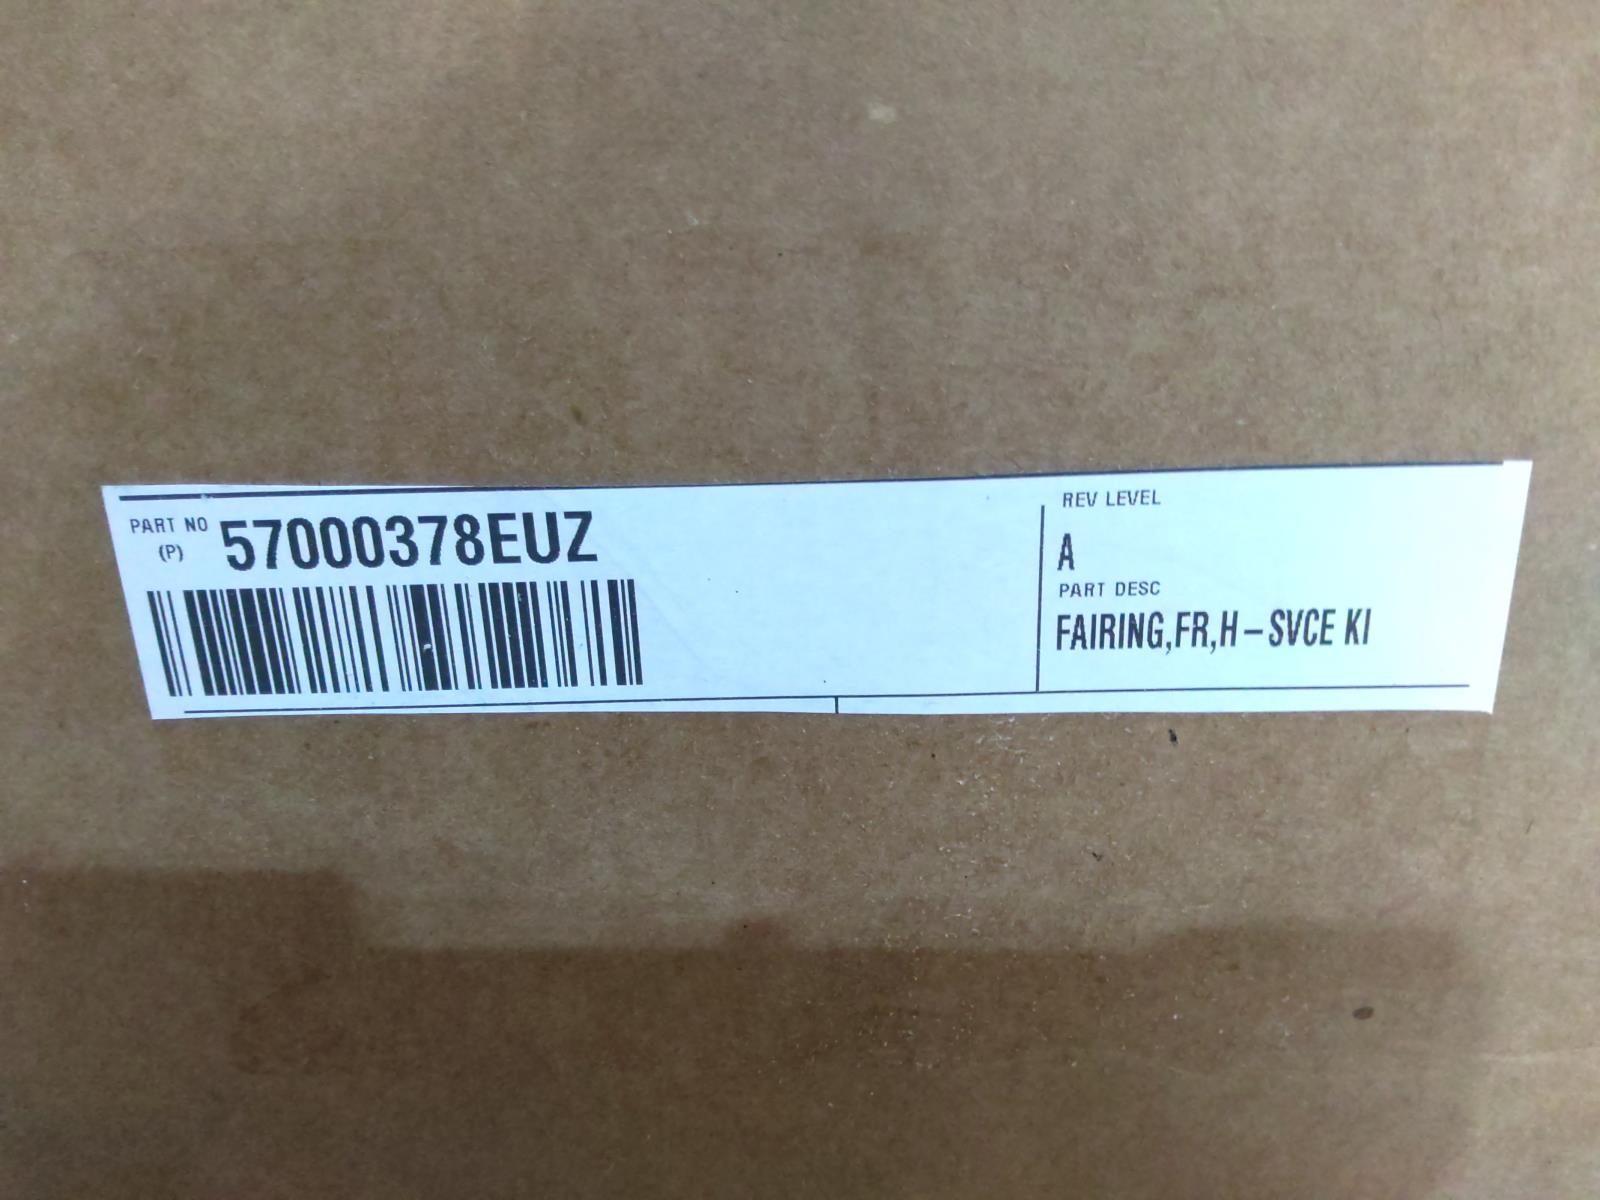 PART NO
(P)
57000378EUZ
REV LEVEL
A
PART DESC
FAIRING,FR,H-SVCE KI